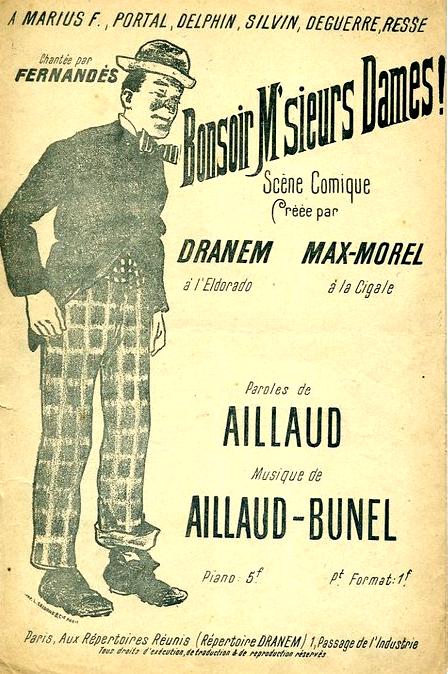 A MARIUS F., PORTAL, DELPHIN, SILVIN, DEGUERRE, RESSE
Chantée par
FERNANDÈS
Bonsoir M'sieurs Dames!
Scène Comique
Créée par
DRANEM MAX-MOREL
à l'Eldorado à la Cigale
Paroles de
AILLAUD
Musique de
AILLAUD-BUNEL
Piano: 5f Pt Format: 1f
Paris, Aux Répertoires Réunis (Répertoire DRANEM) 1, Passage de l'Industrie
Tous droits d'exécution, de traduction & de reproduction réservés